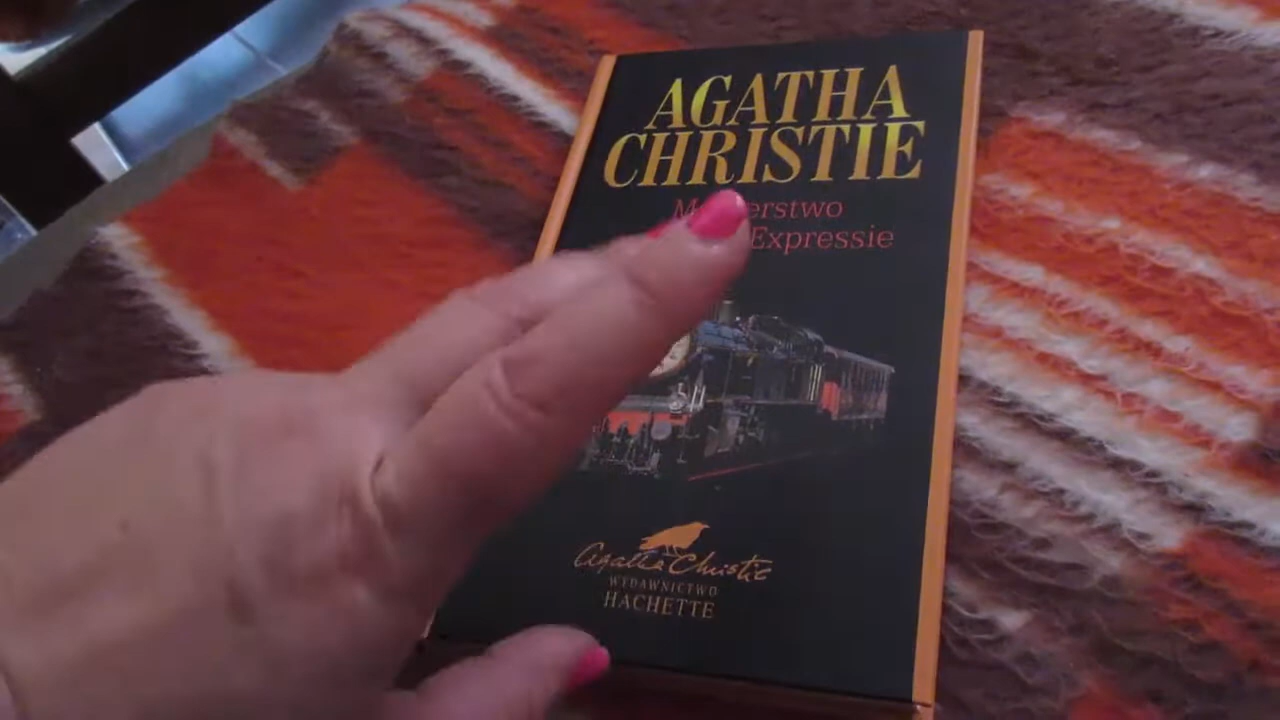 AGATHA
CHRISTIE
Expressie
Agatha Christie
WYDAWNICTWO
HACHETTE